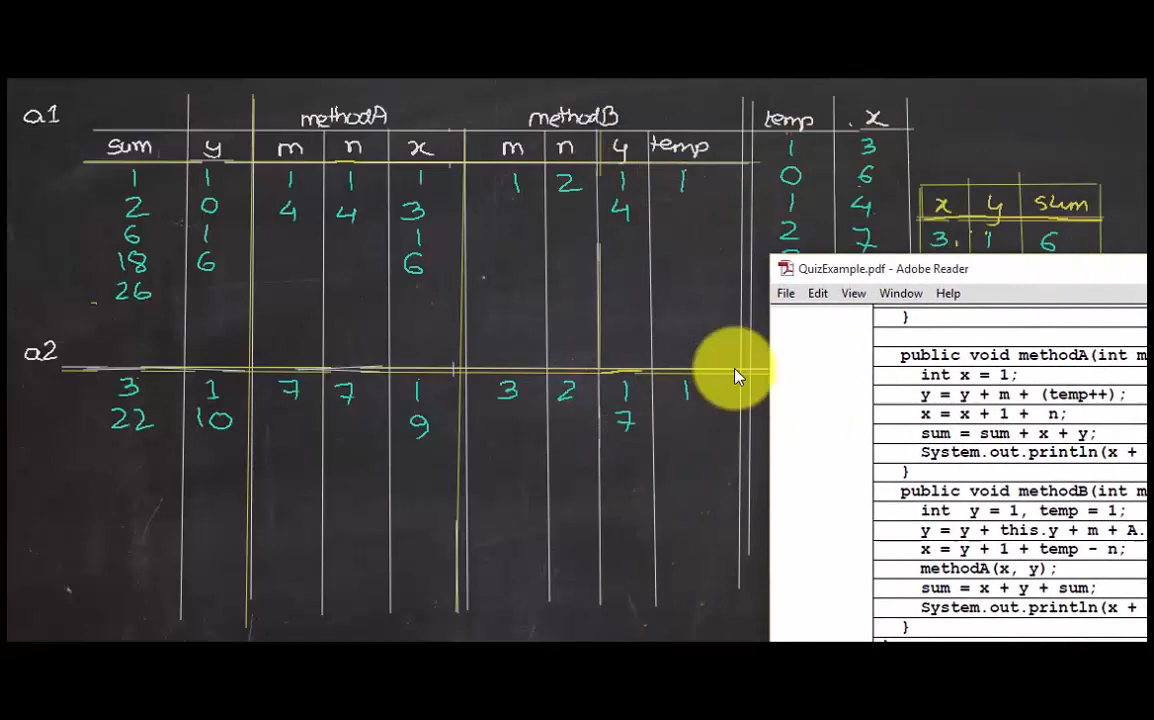 a1
methodA methodB temp . x
sum y m n x m n y temp
1 1 1 1 1 1 2 1 1 1 3
2 0 4 4 3 4 0 6
6 1 1 1 4
18 6 6 2 7
26
x y sum
3. 1 6
a2
3 1 7 7 1 3 2 1 1
22 10 9 7
QuizExample.pdf - Adobe Reader
File Edit View Window Help
}
public void methodA(int m
int x = 1;
y = y + m + (temp++);
x = x + 1 + n;
sum = sum + x + y;
System.out.println(x +
}
public void methodB(int m
int y = 1, temp = 1;
y = y + this.y + m + A.
x = y + 1 + temp - n;
methodA(x, y);
sum = x + y + sum;
System.out.println(x +
}